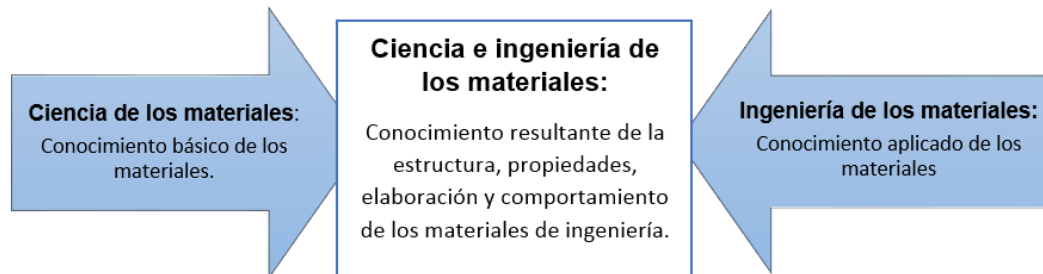 Ciencia de los materiales:
Conocimiento básico de los
materiales.
Ciencia e ingeniería de
los materiales:
Conocimiento resultante de la
estructura, propiedades,
elaboración y comportamiento
de los materiales de ingeniería.
Ingeniería de los materiales:
Conocimiento aplicado de los
materiales